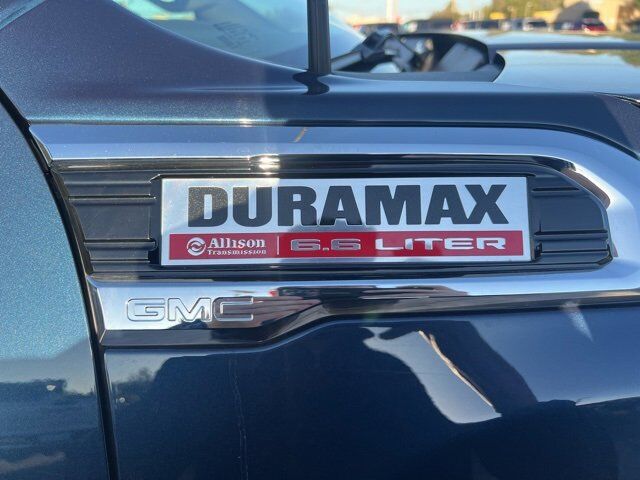 DURAMAX
Allison Transmission 6.6 LITER
GMC